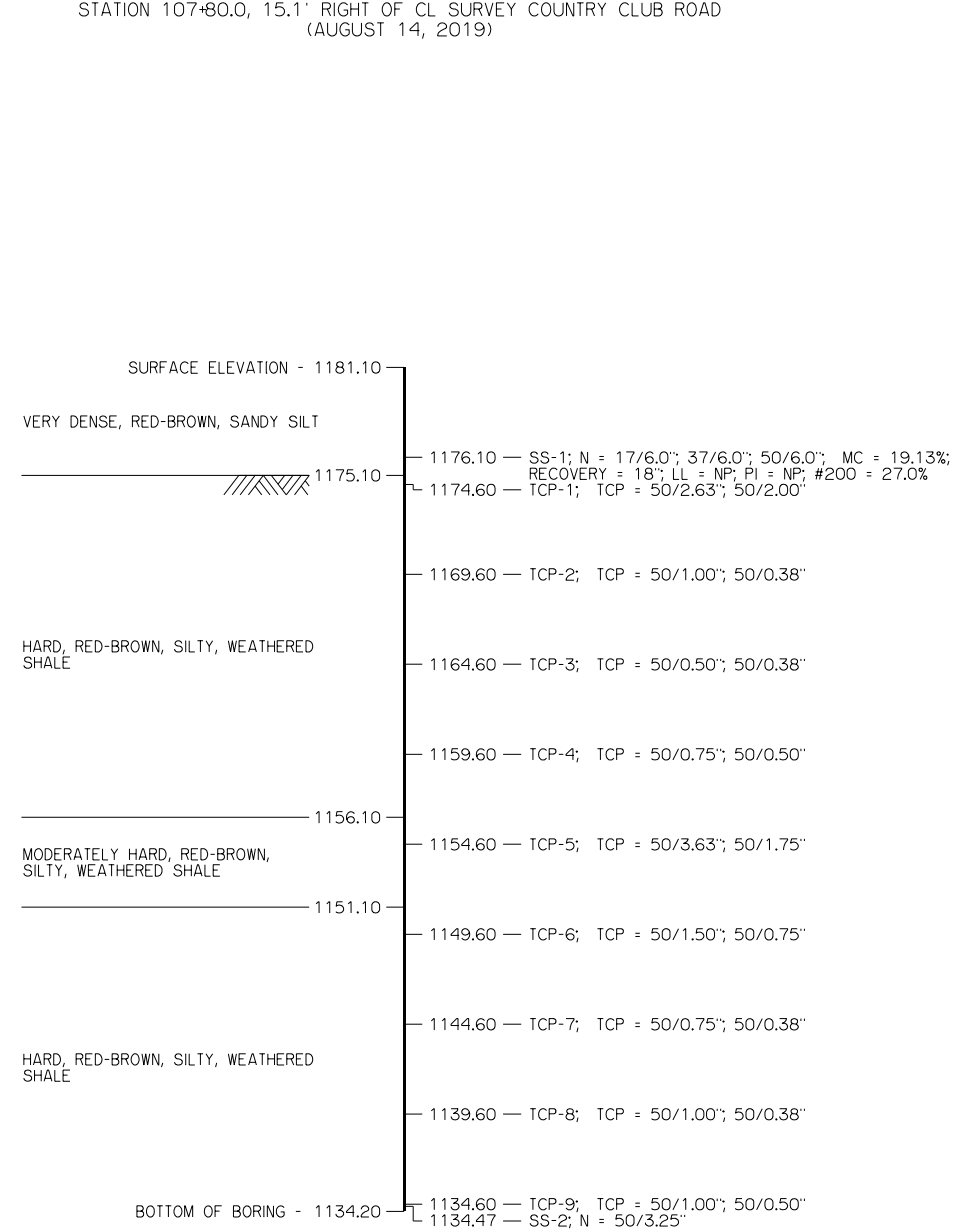 STATION 107+80.0, 15.1' RIGHT OF CL SURVEY COUNTRY CLUB ROAD
(AUGUST 14, 2019)
SURFACE ELEVATION - 1181.10
VERY DENSE, RED-BROWN, SANDY SILT
1176.10 — SS-1; N = 17/6.0"; 37/6.0"; 50/6.0"; MC = 19.13%;
RECOVERY = 18"; LL = NP; PI = NP; #200 = 27.0%
1175.10
1174.60 — TCP-1; TCP = 50/2.63"; 50/2.00"
1169.60 — TCP-2; TCP = 50/1.00"; 50/0.38"
HARD, RED-BROWN, SILTY, WEATHERED
SHALE
1164.60 — TCP-3; TCP = 50/0.50"; 50/0.38"
1159.60 — TCP-4; TCP = 50/0.75"; 50/0.50"
1156.10
1154.60 — TCP-5; TCP = 50/3.63"; 50/1.75"
MODERATELY HARD, RED-BROWN,
SILTY, WEATHERED SHALE
1151.10
1149.60 — TCP-6; TCP = 50/1.50"; 50/0.75"
1144.60 — TCP-7; TCP = 50/0.75"; 50/0.38"
HARD, RED-BROWN, SILTY, WEATHERED
SHALE
1139.60 — TCP-8; TCP = 50/1.00"; 50/0.38"
1134.60 — TCP-9; TCP = 50/1.00"; 50/0.50"
BOTTOM OF BORING - 1134.20
1134.47 — SS-2; N = 50/3.25"